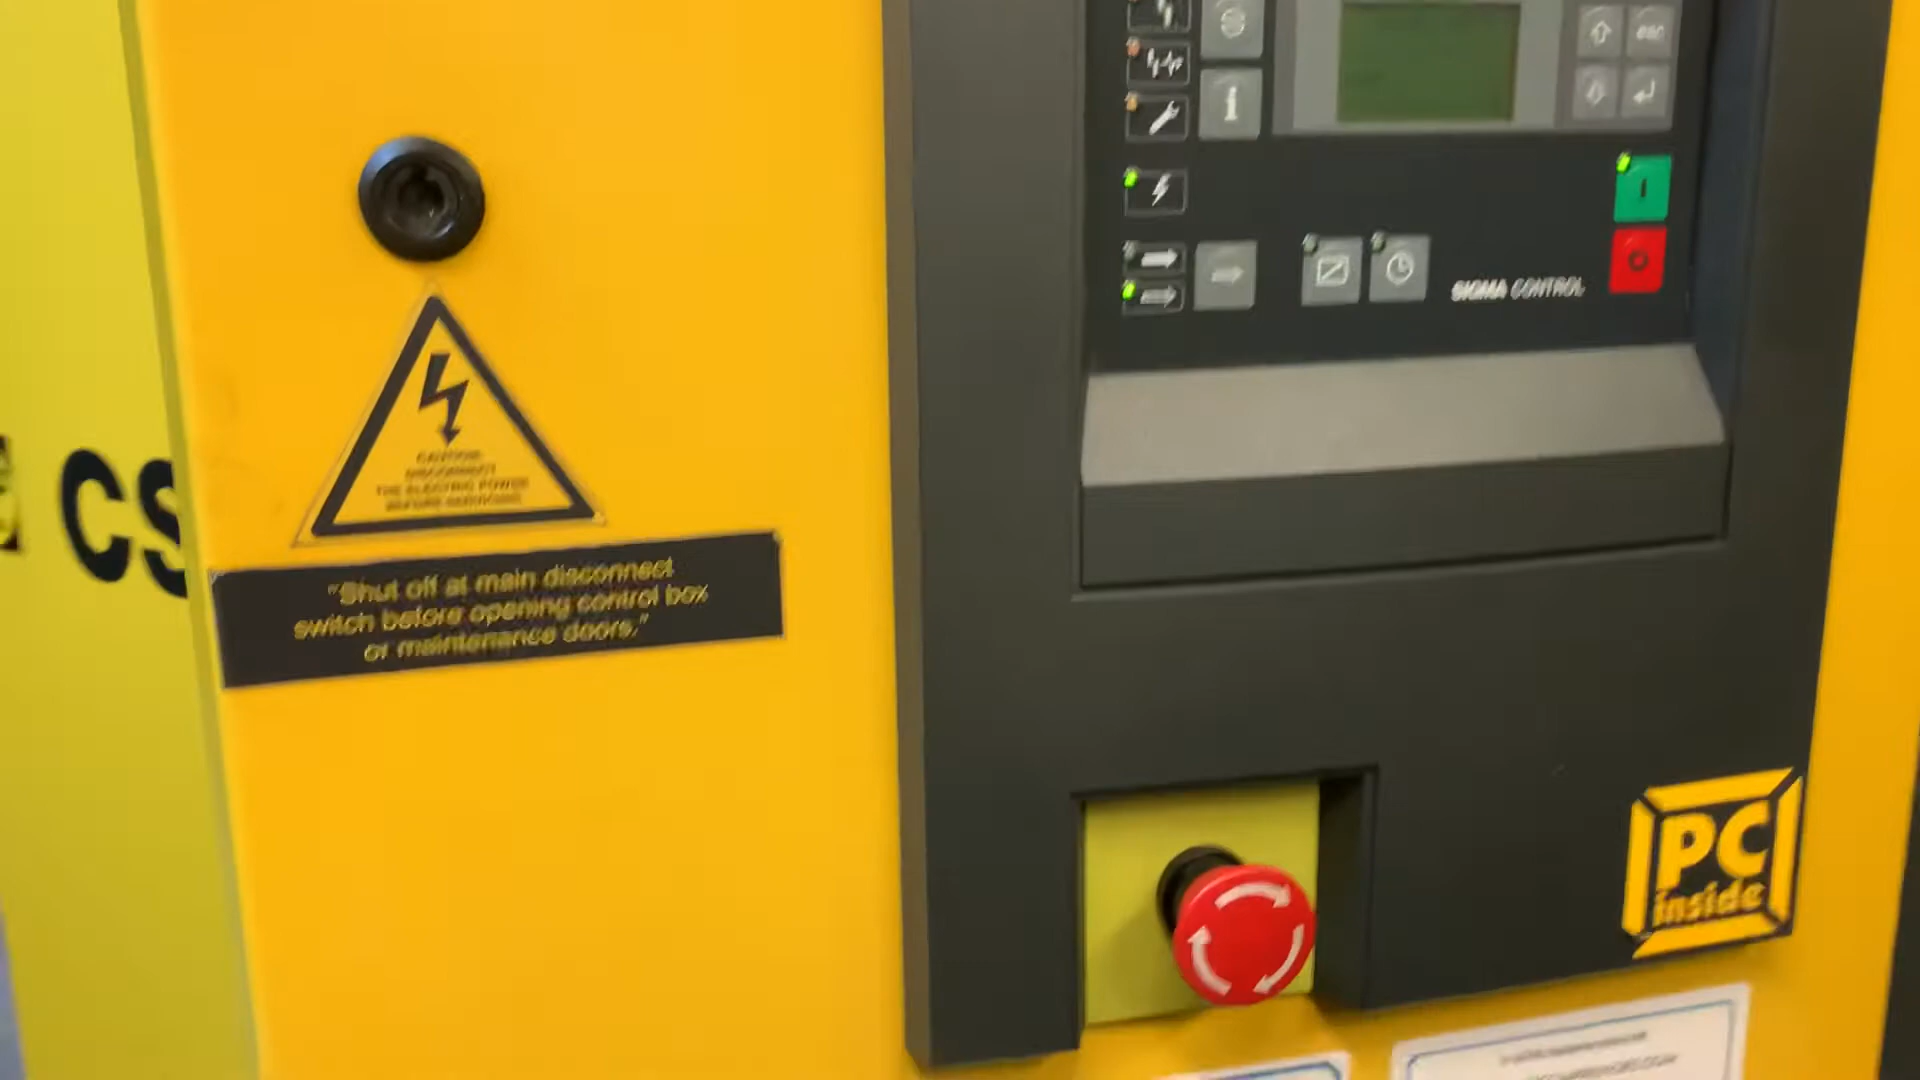 esc
i
I
O
SIGMA CONTROL
CS
CAUTION!
DISCONNECT
THE ELECTRIC POWER
BEFORE SERVICING
"Shut off at main disconnect
switch before opening control box
or maintenance doors."
PC
inside